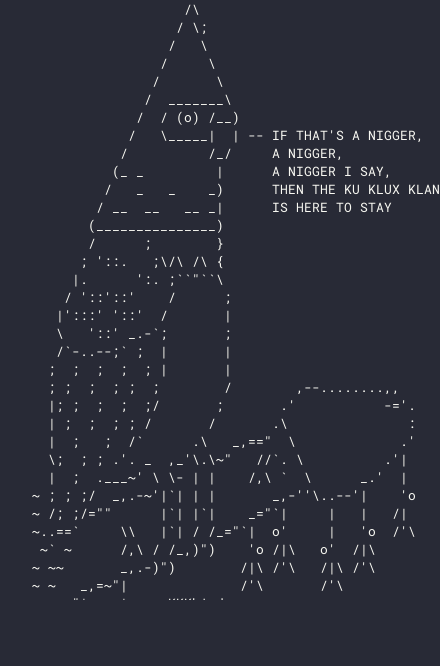 -- IF THAT'S A NIGGER,
A NIGGER,
A NIGGER I SAY,
THEN THE KU KLUX KLAN
IS HERE TO STAY